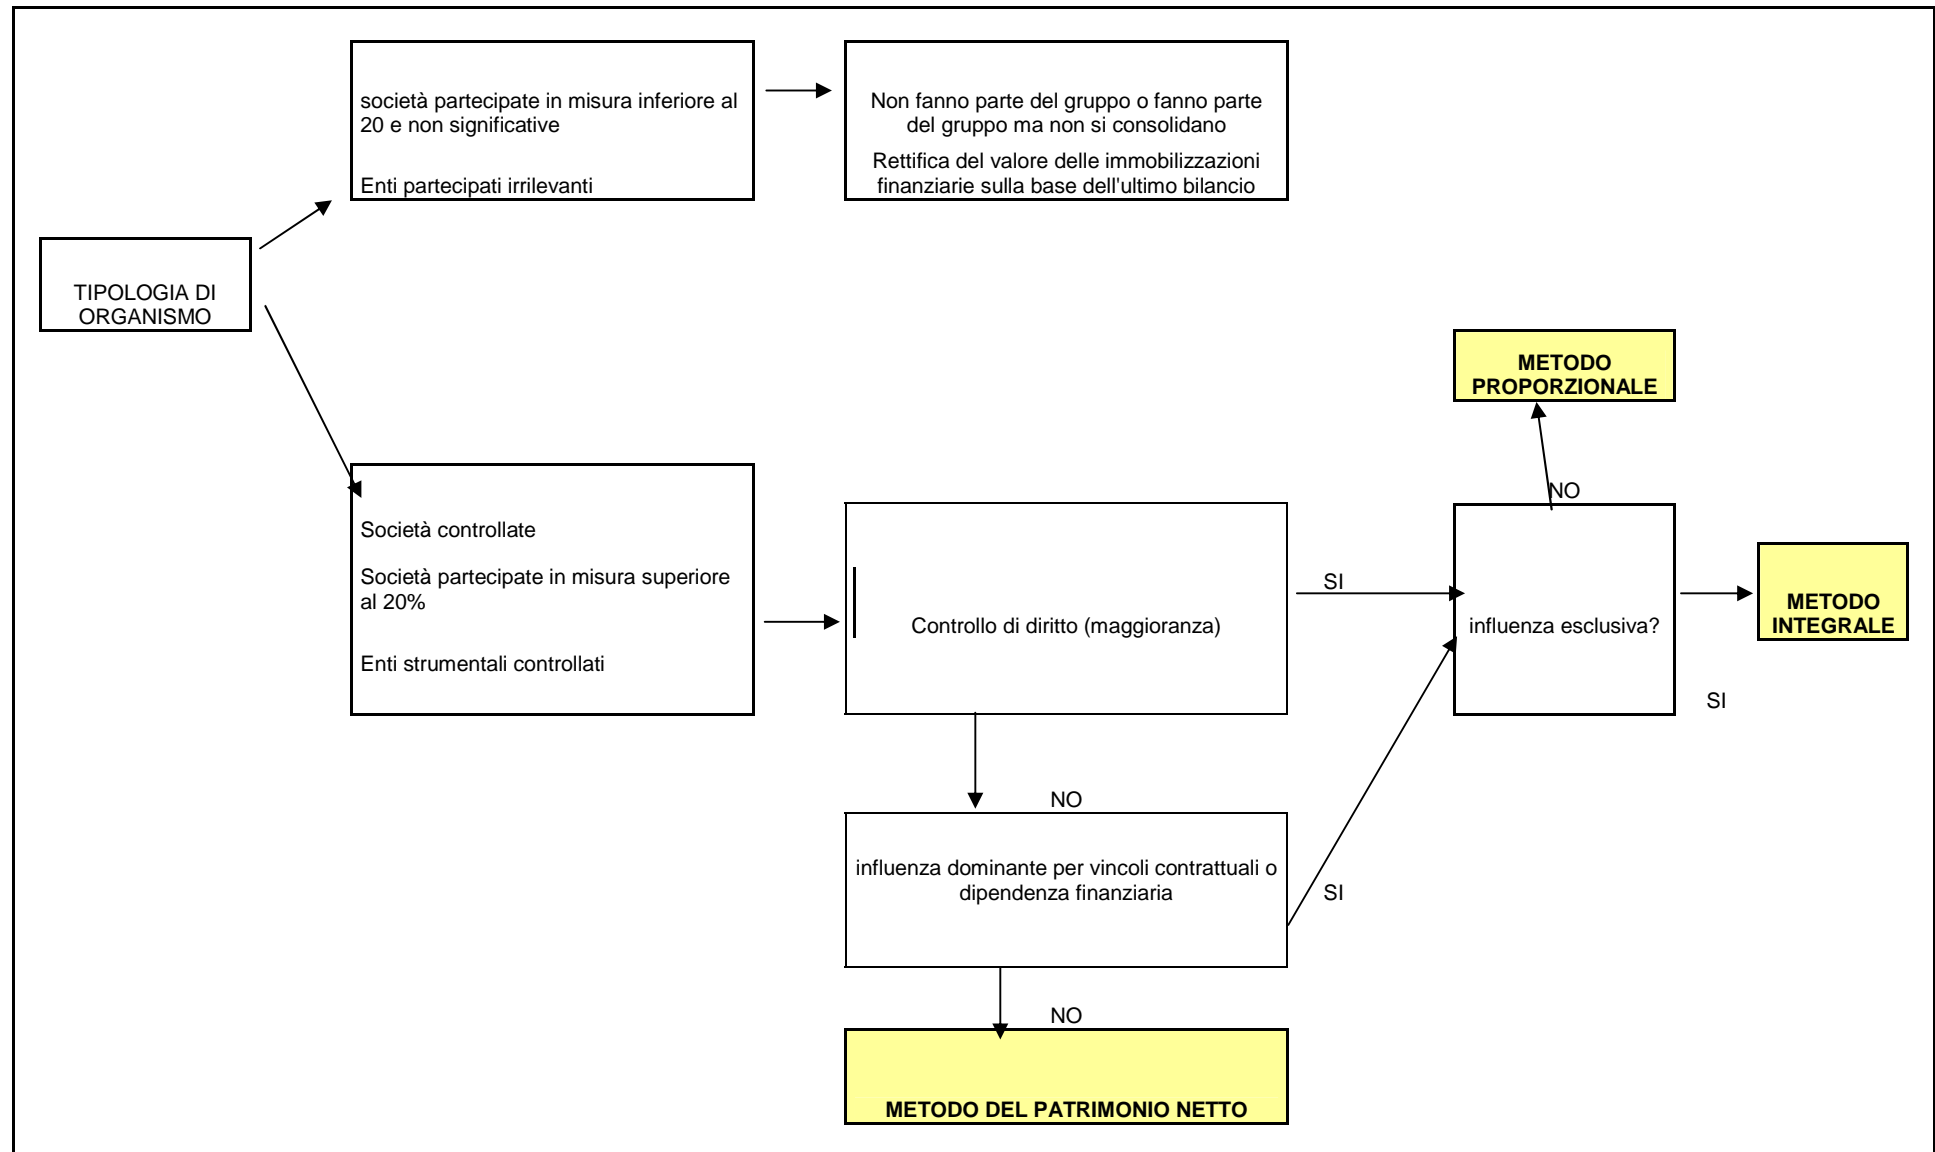 società partecipate in misura inferiore al
20 e non significative
Enti partecipati irrilevanti
Non fanno parte del gruppo o fanno parte
del gruppo ma non si consolidano
Rettifica del valore delle immobilizzazioni
finanziarie sulla base dell'ultimo bilancio
TIPOLOGIA DI
ORGANISMO
METODO
PROPORZIONALE
NO
Società controllate
Società partecipate in misura superiore
al 20%
Enti strumentali controllati
Controllo di diritto (maggioranza)
SI
influenza esclusiva?
METODO
INTEGRALE
SI
NO
influenza dominante per vincoli contrattuali o
dipendenza finanziaria
SI
NO
METODO DEL PATRIMONIO NETTO